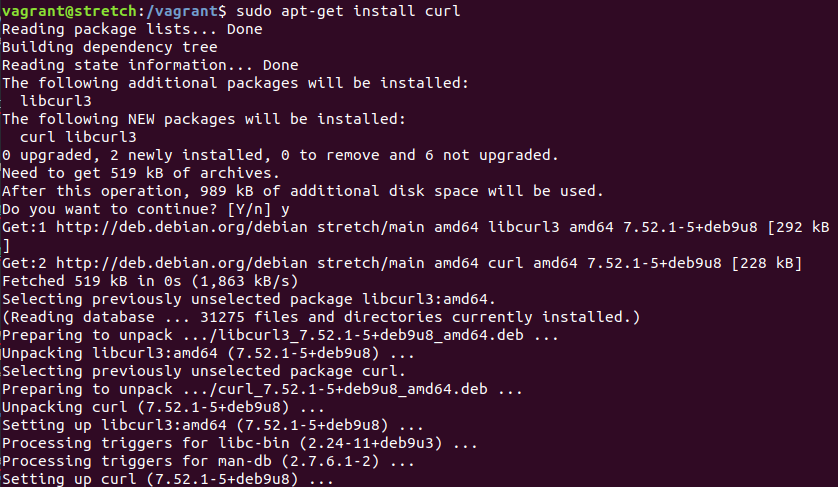 vagrant@stretch:/vagrant$ sudo apt-get install curl
Reading package lists... Done
Building dependency tree
Reading state information... Done
The following additional packages will be installed:
  libcurl3
The following NEW packages will be installed:
  curl libcurl3
0 upgraded, 2 newly installed, 0 to remove and 6 not upgraded.
Need to get 519 kB of archives.
After this operation, 989 kB of additional disk space will be used.
Do you want to continue? [Y/n] y
Get:1 http://deb.debian.org/debian stretch/main amd64 libcurl3 amd64 7.52.1-5+deb9u8 [292 kB
]
Get:2 http://deb.debian.org/debian stretch/main amd64 curl amd64 7.52.1-5+deb9u8 [228 kB]
Fetched 519 kB in 0s (1,863 kB/s)
Selecting previously unselected package libcurl3:amd64.
(Reading database ... 31275 files and directories currently installed.)
Preparing to unpack .../libcurl3_7.52.1-5+deb9u8_amd64.deb ...
Unpacking libcurl3:amd64 (7.52.1-5+deb9u8) ...
Selecting previously unselected package curl.
Preparing to unpack .../curl_7.52.1-5+deb9u8_amd64.deb ...
Unpacking curl (7.52.1-5+deb9u8) ...
Setting up libcurl3:amd64 (7.52.1-5+deb9u8) ...
Processing triggers for libc-bin (2.24-11+deb9u3) ...
Processing triggers for man-db (2.7.6.1-2) ...
Setting up curl (7.52.1-5+deb9u8) ...